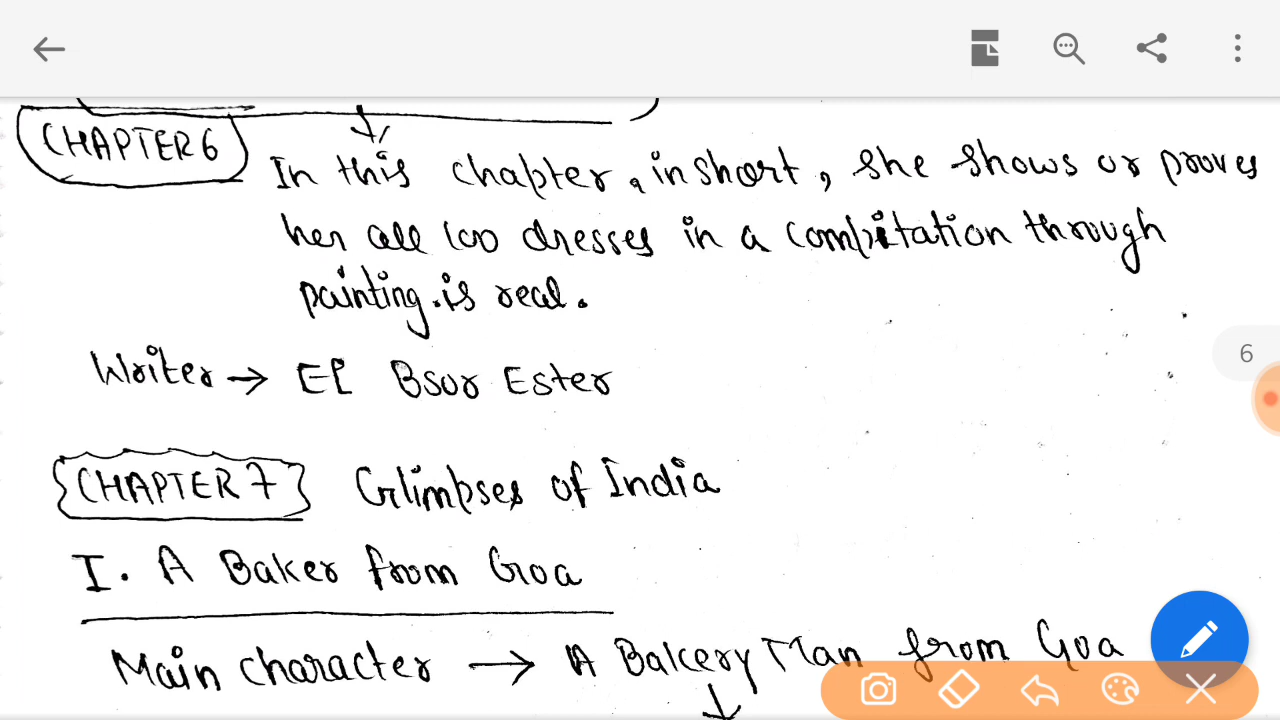 CHAPTER 6
In this chapter, in short, she shows or proves
her all 100 dresses in a compitation through
painting. is real.
Writer → El Bsor Ester
6
CHAPTER 7 Glimpses of India
I. A Baker from Goa
Main character → A Bakery Man from Goa